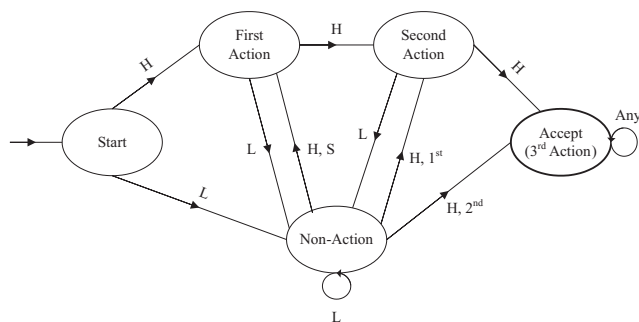 First
Action
H
Second
Action
H
H
Any
Start
Accept
(3rd Action)
L
H, S
L
H, 1st
L
H, 2nd
Non-Action
L